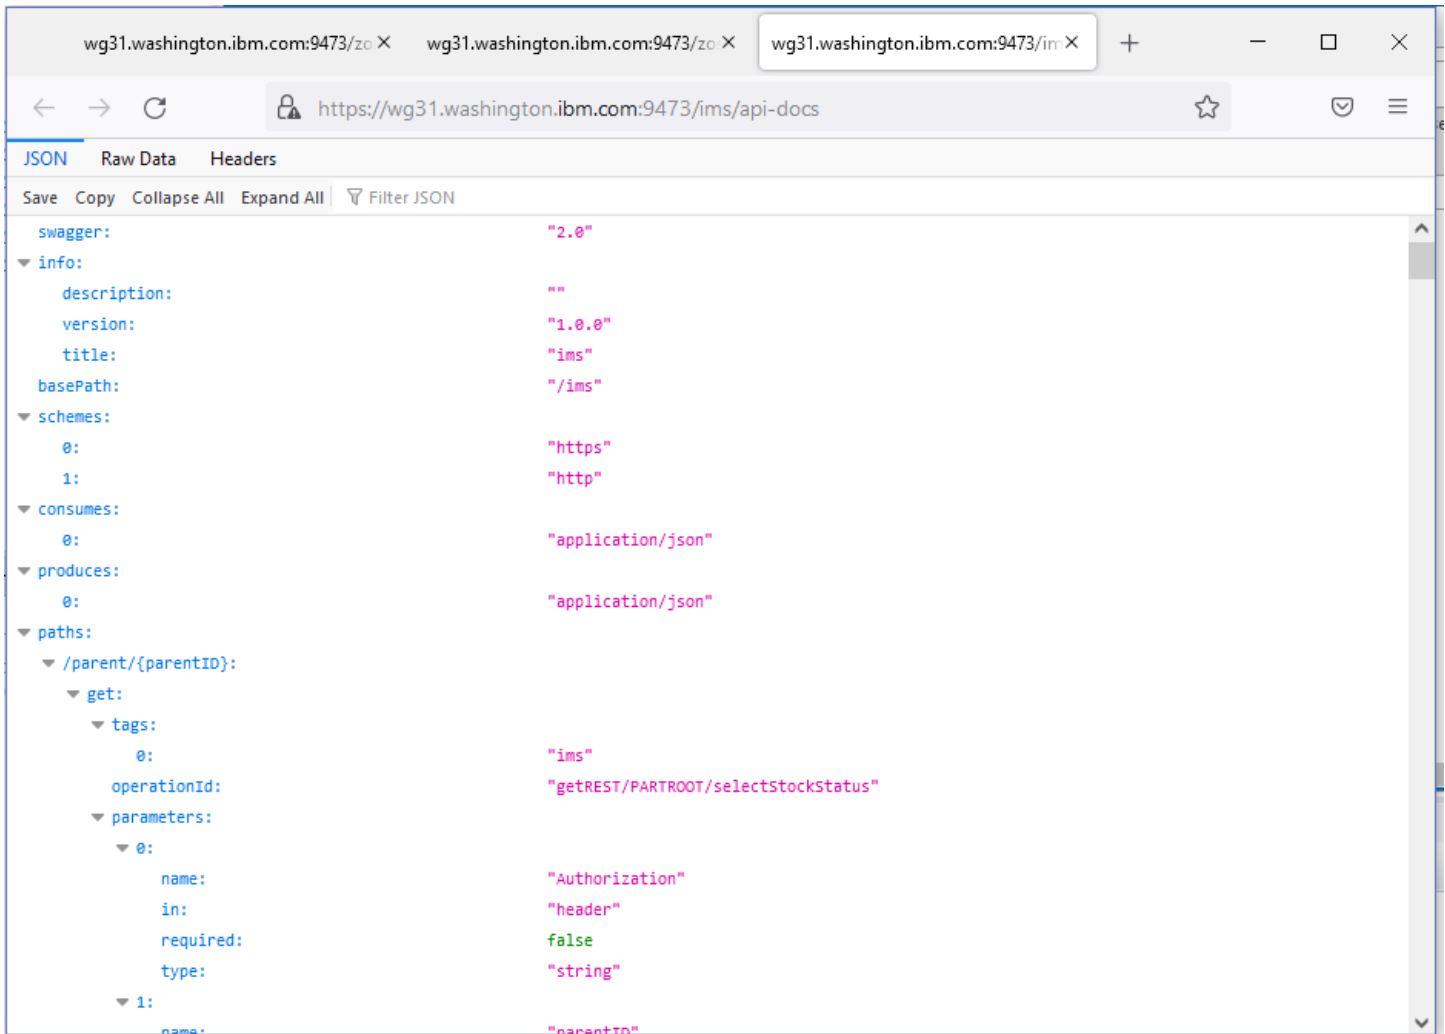 wg31.washington.ibm.com:9473/zo wg31.washington.ibm.com:9473/zo wg31.washington.ibm.com:9473/im
https://wg31.washington.ibm.com:9473/ims/api-docs
JSON Raw Data Headers
Save Copy Collapse All Expand All Filter JSON
swagger: "2.0"
info:
description: ""
version: "1.0.0"
title: "ims"
basePath: "/ims"
schemes:
0: "https"
1: "http"
consumes:
0: "application/json"
produces:
0: "application/json"
paths:
/parent/{parentID}:
get:
tags:
0: "ims"
operationId: "getREST/PARTROOT/selectStockStatus"
parameters:
0:
name: "Authorization"
in: "header"
required: false
type: "string"
1:
name: "parentID"